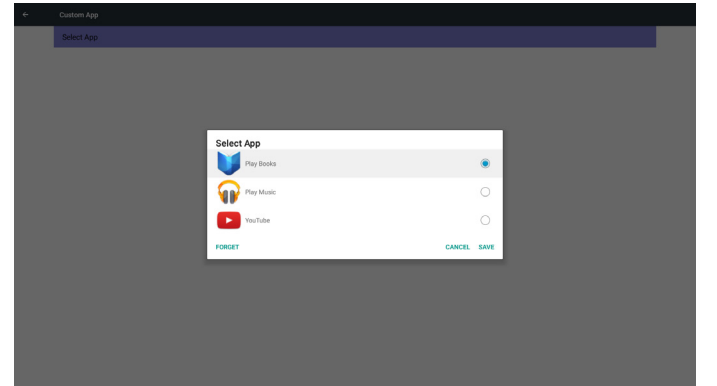 Custom App
Select App
Select App
Play Books
Play Music
YouTube
FORGET CANCEL SAVE